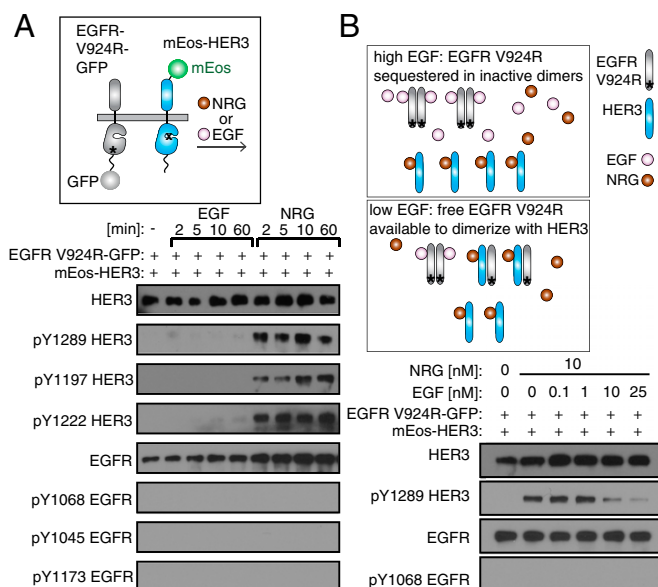 A
EGFR-
V924R-
GFP
mEos-HER3
mEos
NRG
or
EGF
GFP
EGF
NRG
[min]: - 2 5 10 60 2 5 10 60
EGFR V924R-GFP: + + + + + + + + +
mEos-HER3: + + + + + + + + +
HER3
pY1289 HER3
pY1197 HER3
pY1222 HER3
EGFR
pY1068 EGFR
pY1045 EGFR
pY1173 EGFR
B
high EGF: EGFR V924R
sequestered in inactive dimers
low EGF: free EGFR V924R
available to dimerize with HER3
EGFR
V924R
HER3
EGF
NRG
NRG [nM]: 0 10
EGF [nM]: 0 0 0.1 1 10 25
EGFR V924R-GFP: + + + + + +
mEos-HER3: + + + + + +
HER3
pY1289 HER3
EGFR
pY1068 EGFR